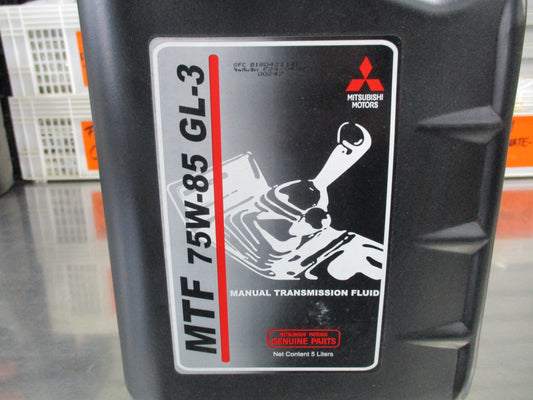 MITSUBISHI
MOTORS
MTF 75W-85 GL-3
MANUAL TRANSMISSION FLUID
MITSUBISHI MOTORS
GENUINE PARTS
Net Content 5 Liters